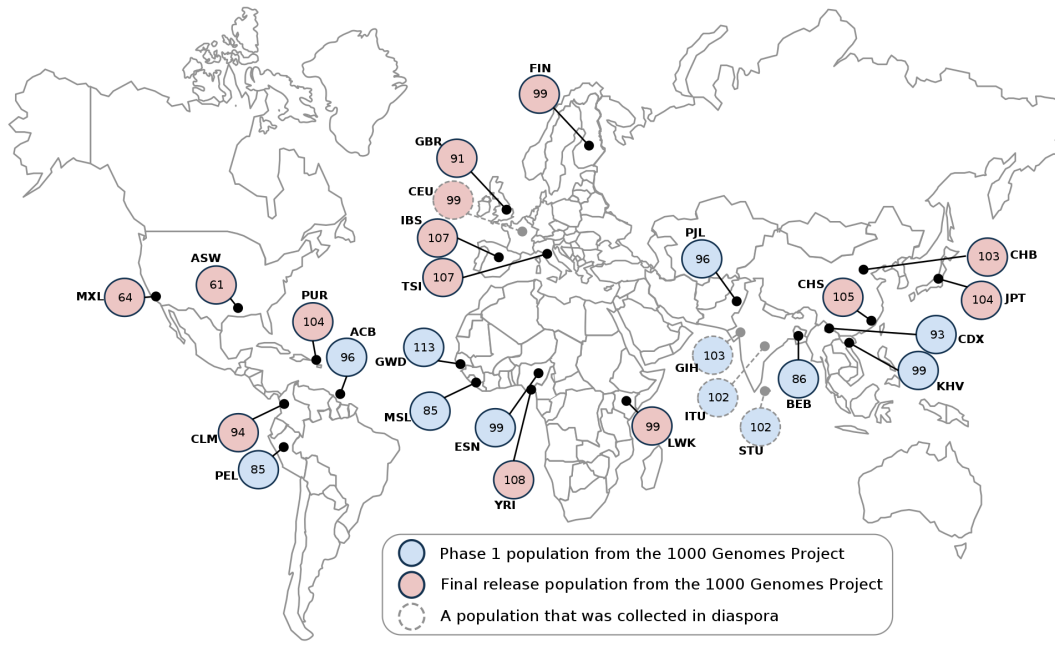 FIN
99
GBR
91
CEU
99
IBS
107
TSI
107
PJL
96
CHB
103
CHS
105
JPT
104
CDX
93
KHV
99
MXL
64
ASW
61
PUR
104
ACB
96
GWD
113
MSL
85
ESN
99
YRI
108
LWK
99
GIH
103
ITU
102
STU
102
BEB
86
CLM
94
PEL
85
Phase 1 population from the 1000 Genomes Project
Final release population from the 1000 Genomes Project
A population that was collected in diaspora